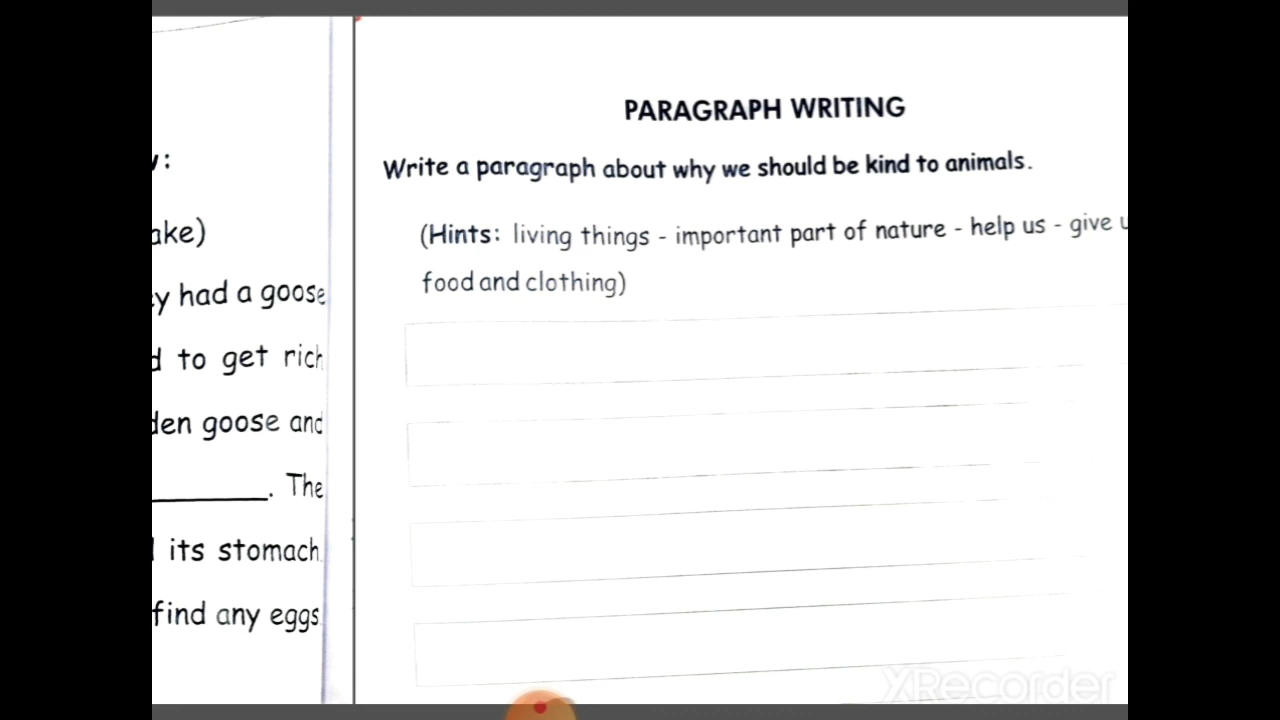 y:
ake)
ey had a goose
d to get rich
den goose and
. The
its stomach.
find any eggs.
PARAGRAPH WRITING
Write a paragraph about why we should be kind to animals.
(Hints: living things - important part of nature - help us - give u
food and clothing)
XRecorder